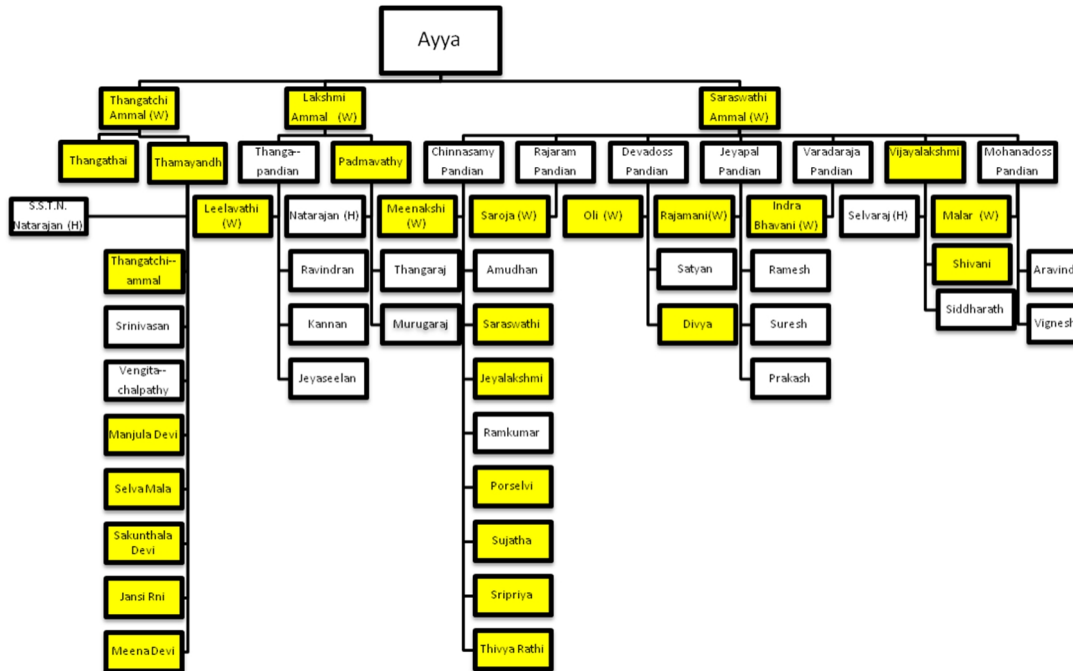 Ayya
Thangatchi
Ammal (W)
Lakshmi
Ammal (W)
Saraswathi
Ammal (W)
Thangathai
Thamayandh
Thanga--
pandian
Padmavathy
Chinnasamy
Pandian
Rajaram
Pandian
Devadoss
Pandian
Jeyapal
Pandian
Varadaraja
Pandian
Vijayalakshmi
Mohanadoss
Pandian
S.S.T.N.
Natarajan (H)
Leelavathi
(W)
Natarajan (H)
Meenakshi
(W)
Saroja (W)
Oli (W)
Rajamani(W)
Indra
Bhavani (W)
Selvaraj (H)
Malar (W)
Thangatchi--
ammal
Ravindran
Thangaraj
Amudhan
Satyan
Ramesh
Shivani
Aravind
Srinivasan
Kannan
Murugaraj
Saraswathi
Divya
Suresh
Siddharath
Vignesh
Vengita--
chalpathy
Jeyaseelan
Jeyalakshmi
Prakash
Manjula Devi
Ramkumar
Selva Mala
Porselvi
Sakunthala
Devi
Sujatha
Jansi Rni
Sripriya
Meena Devi
Thivya Rathi